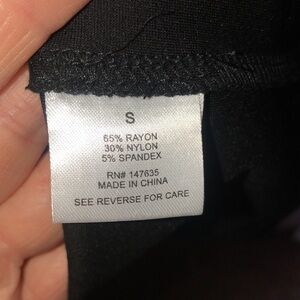 S
65% RAYON
30% NYLON
5% SPANDEX
RN# 147635
MADE IN CHINA
SEE REVERSE FOR CARE